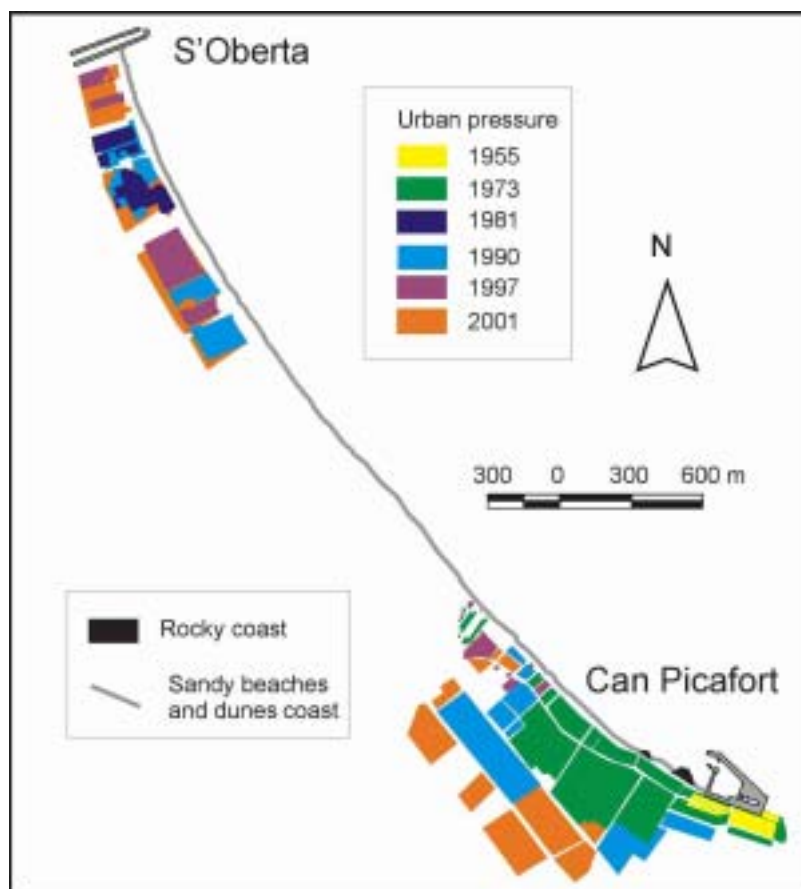 S'Oberta
Urban pressure
1955
1973
1981
1990
1997
2001
N
300 0 300 600 m
Rocky coast
Sandy beaches
and dunes coast
Can Picafort